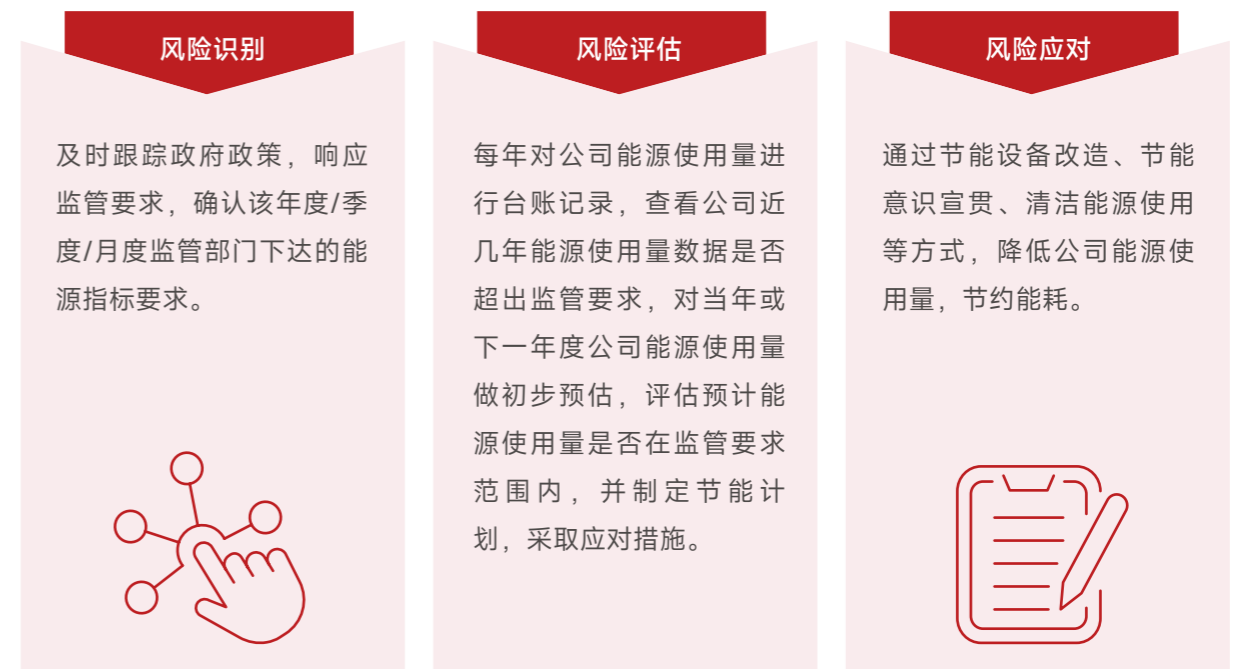 风险识别
及时跟踪政府政策，响应
监管要求，确认该年度/季
度/月度监管部门下达的能
源指标要求。
风险评估
每年对公司能源使用量进
行台账记录，查看公司近
几年能源使用量数据是否
超出监管要求，对当年或
下一年度公司能源使用量
做初步预估，评估预计能
源使用量是否在监管要求
范围内，并制定节能计
划，采取应对措施。
风险应对
通过节能设备改造、节能
意识宣贯、清洁能源使用
等方式，降低公司能源使
用量，节约能耗。